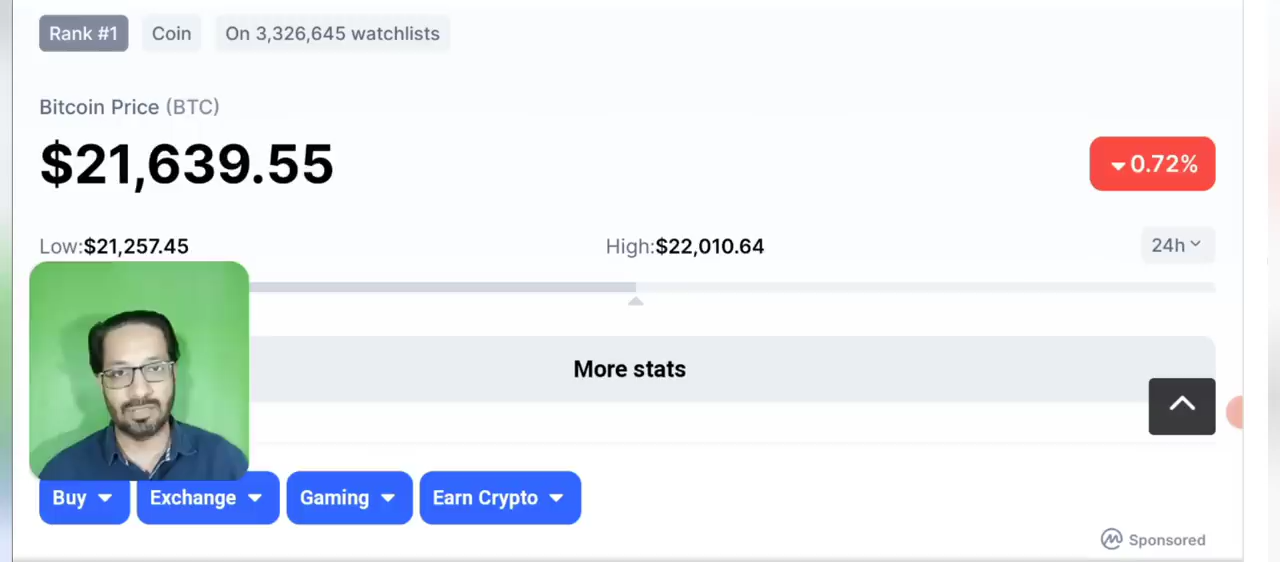 Rank #1 Coin On 3,326,645 watchlists
Bitcoin Price (BTC)
$21,639.55
0.72%
Low:$21,257.45 High:$22,010.64 24h
More stats
Buy Exchange Gaming Earn Crypto
Sponsored